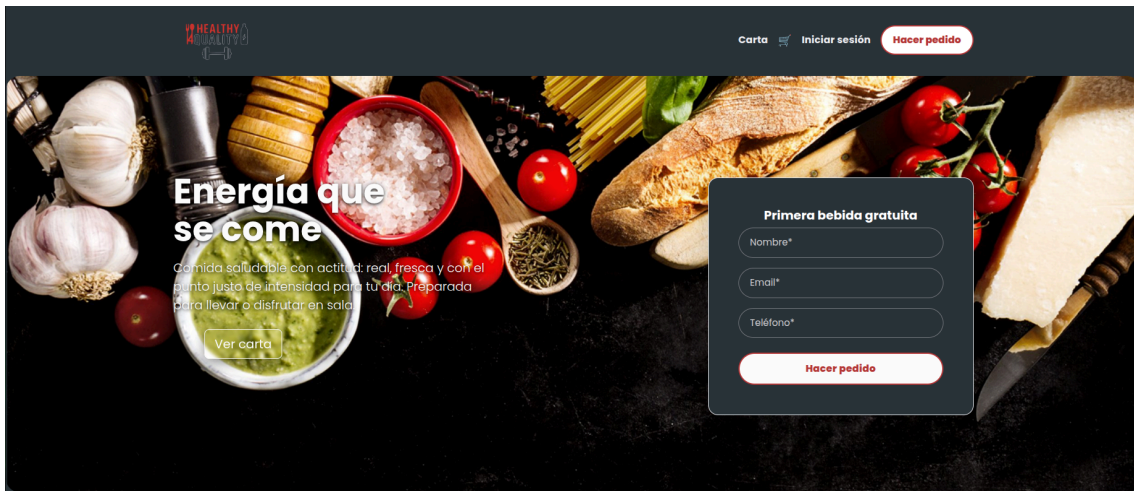 HEALTHY
4QUALITY
Carta
Iniciar sesión
Hacer pedido
Energía que
se come
Comida saludable con actitud: real, fresca y con el
punto justo de intensidad para tu día. Preparada
para llevar o disfrutar en sala.
Ver carta
Primera bebida gratuita
Nombre*
Email*
Teléfono*
Hacer pedido